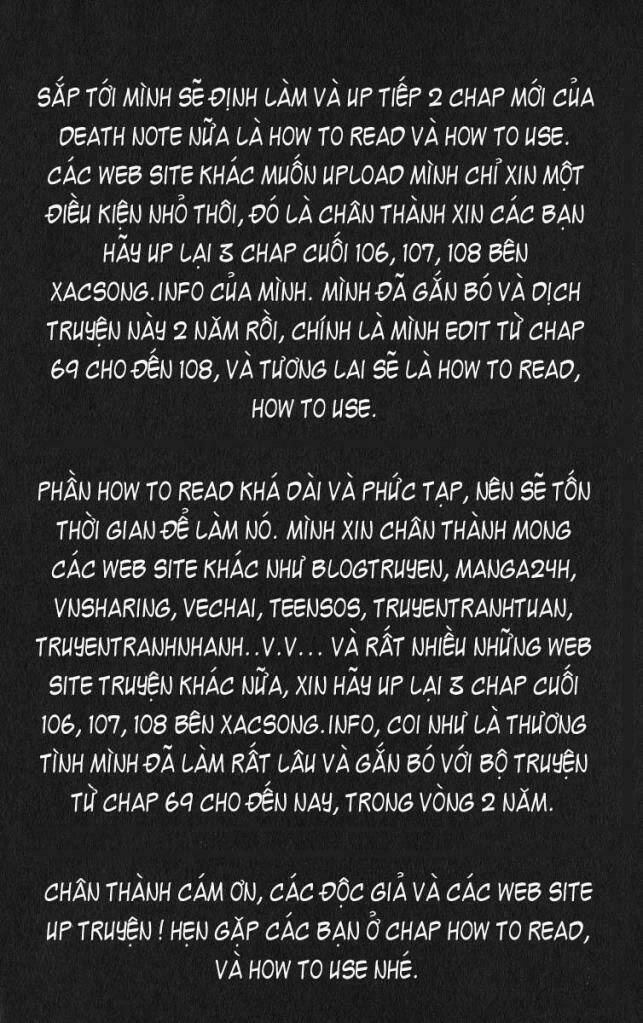 SẮP TỚI MÌNH SẼ ĐỊNH LÀM VÀ UP TIẾP 2 CHAP MỚI CỦA
DEATH NOTE NỮA LÀ HOW TO READ VÀ HOW TO USE.
CÁC WEB SITE KHÁC MUỐN UPLOAD MÌNH CHỈ XIN MỘT
ĐIỀU KIỆN NHỎ THÔI, ĐÓ LÀ CHÂN THÀNH XIN CÁC BẠN
HÃY UP LẠI 3 CHAP CUỐI 106, 107, 108 BÊN
XACSONG.INFO CỦA MÌNH. MÌNH ĐÃ GẮN BÓ VÀ DỊCH
TRUYỆN NÀY 2 NĂM RỒI, CHÍNH LÀ MÌNH EDIT TỪ CHAP
69 CHO ĐẾN 108, VÀ TƯƠNG LAI SẼ LÀ HOW TO READ,
HOW TO USE.
PHẦN HOW TO READ KHÁ DÀI VÀ PHỨC TẠP, NÊN SẼ TỐN
THỜI GIAN ĐỂ LÀM NÓ. MÌNH XIN CHÂN THÀNH MONG
CÁC WEB SITE KHÁC NHƯ BLOGTRUYEN, MANGA24H,
VNSHARING, VECHAI, TEENSOS, TRUYENTRANHTUAN,
TRUYENTRANHNHANH..V.V... VÀ RẤT NHIỀU NHỮNG WEB
SITE TRUYỆN KHÁC NỮA, XIN HÃY UP LẠI 3 CHAP CUỐI
106, 107, 108 BÊN XACSONG.INFO, COI NHƯ LÀ THƯƠNG
TÌNH MÌNH ĐÃ LÀM RẤT LÂU VÀ GẮN BÓ VỚI BỘ TRUYỆN
TỪ CHAP 69 CHO ĐẾN NAY, TRONG VÒNG 2 NĂM.
CHÂN THÀNH CÁM ƠN, CÁC ĐỘC GIẢ VÀ CÁC WEB SITE
UP TRUYỆN ! HẸN GẶP CÁC BẠN Ở CHAP HOW TO READ,
VÀ HOW TO USE NHÉ.